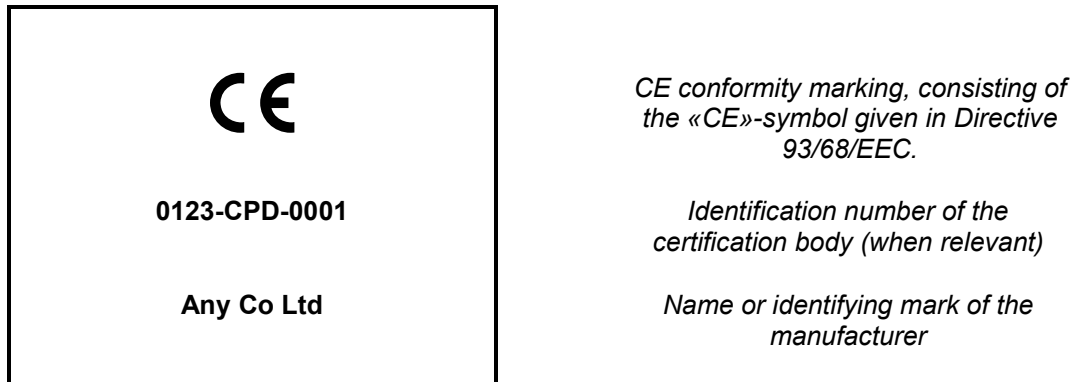 CE
CE conformity marking, consisting of
the «CE»-symbol given in Directive
93/68/EEC.
0123-CPD-0001
Identification number of the
certification body (when relevant)
Any Co Ltd
Name or identifying mark of the
manufacturer